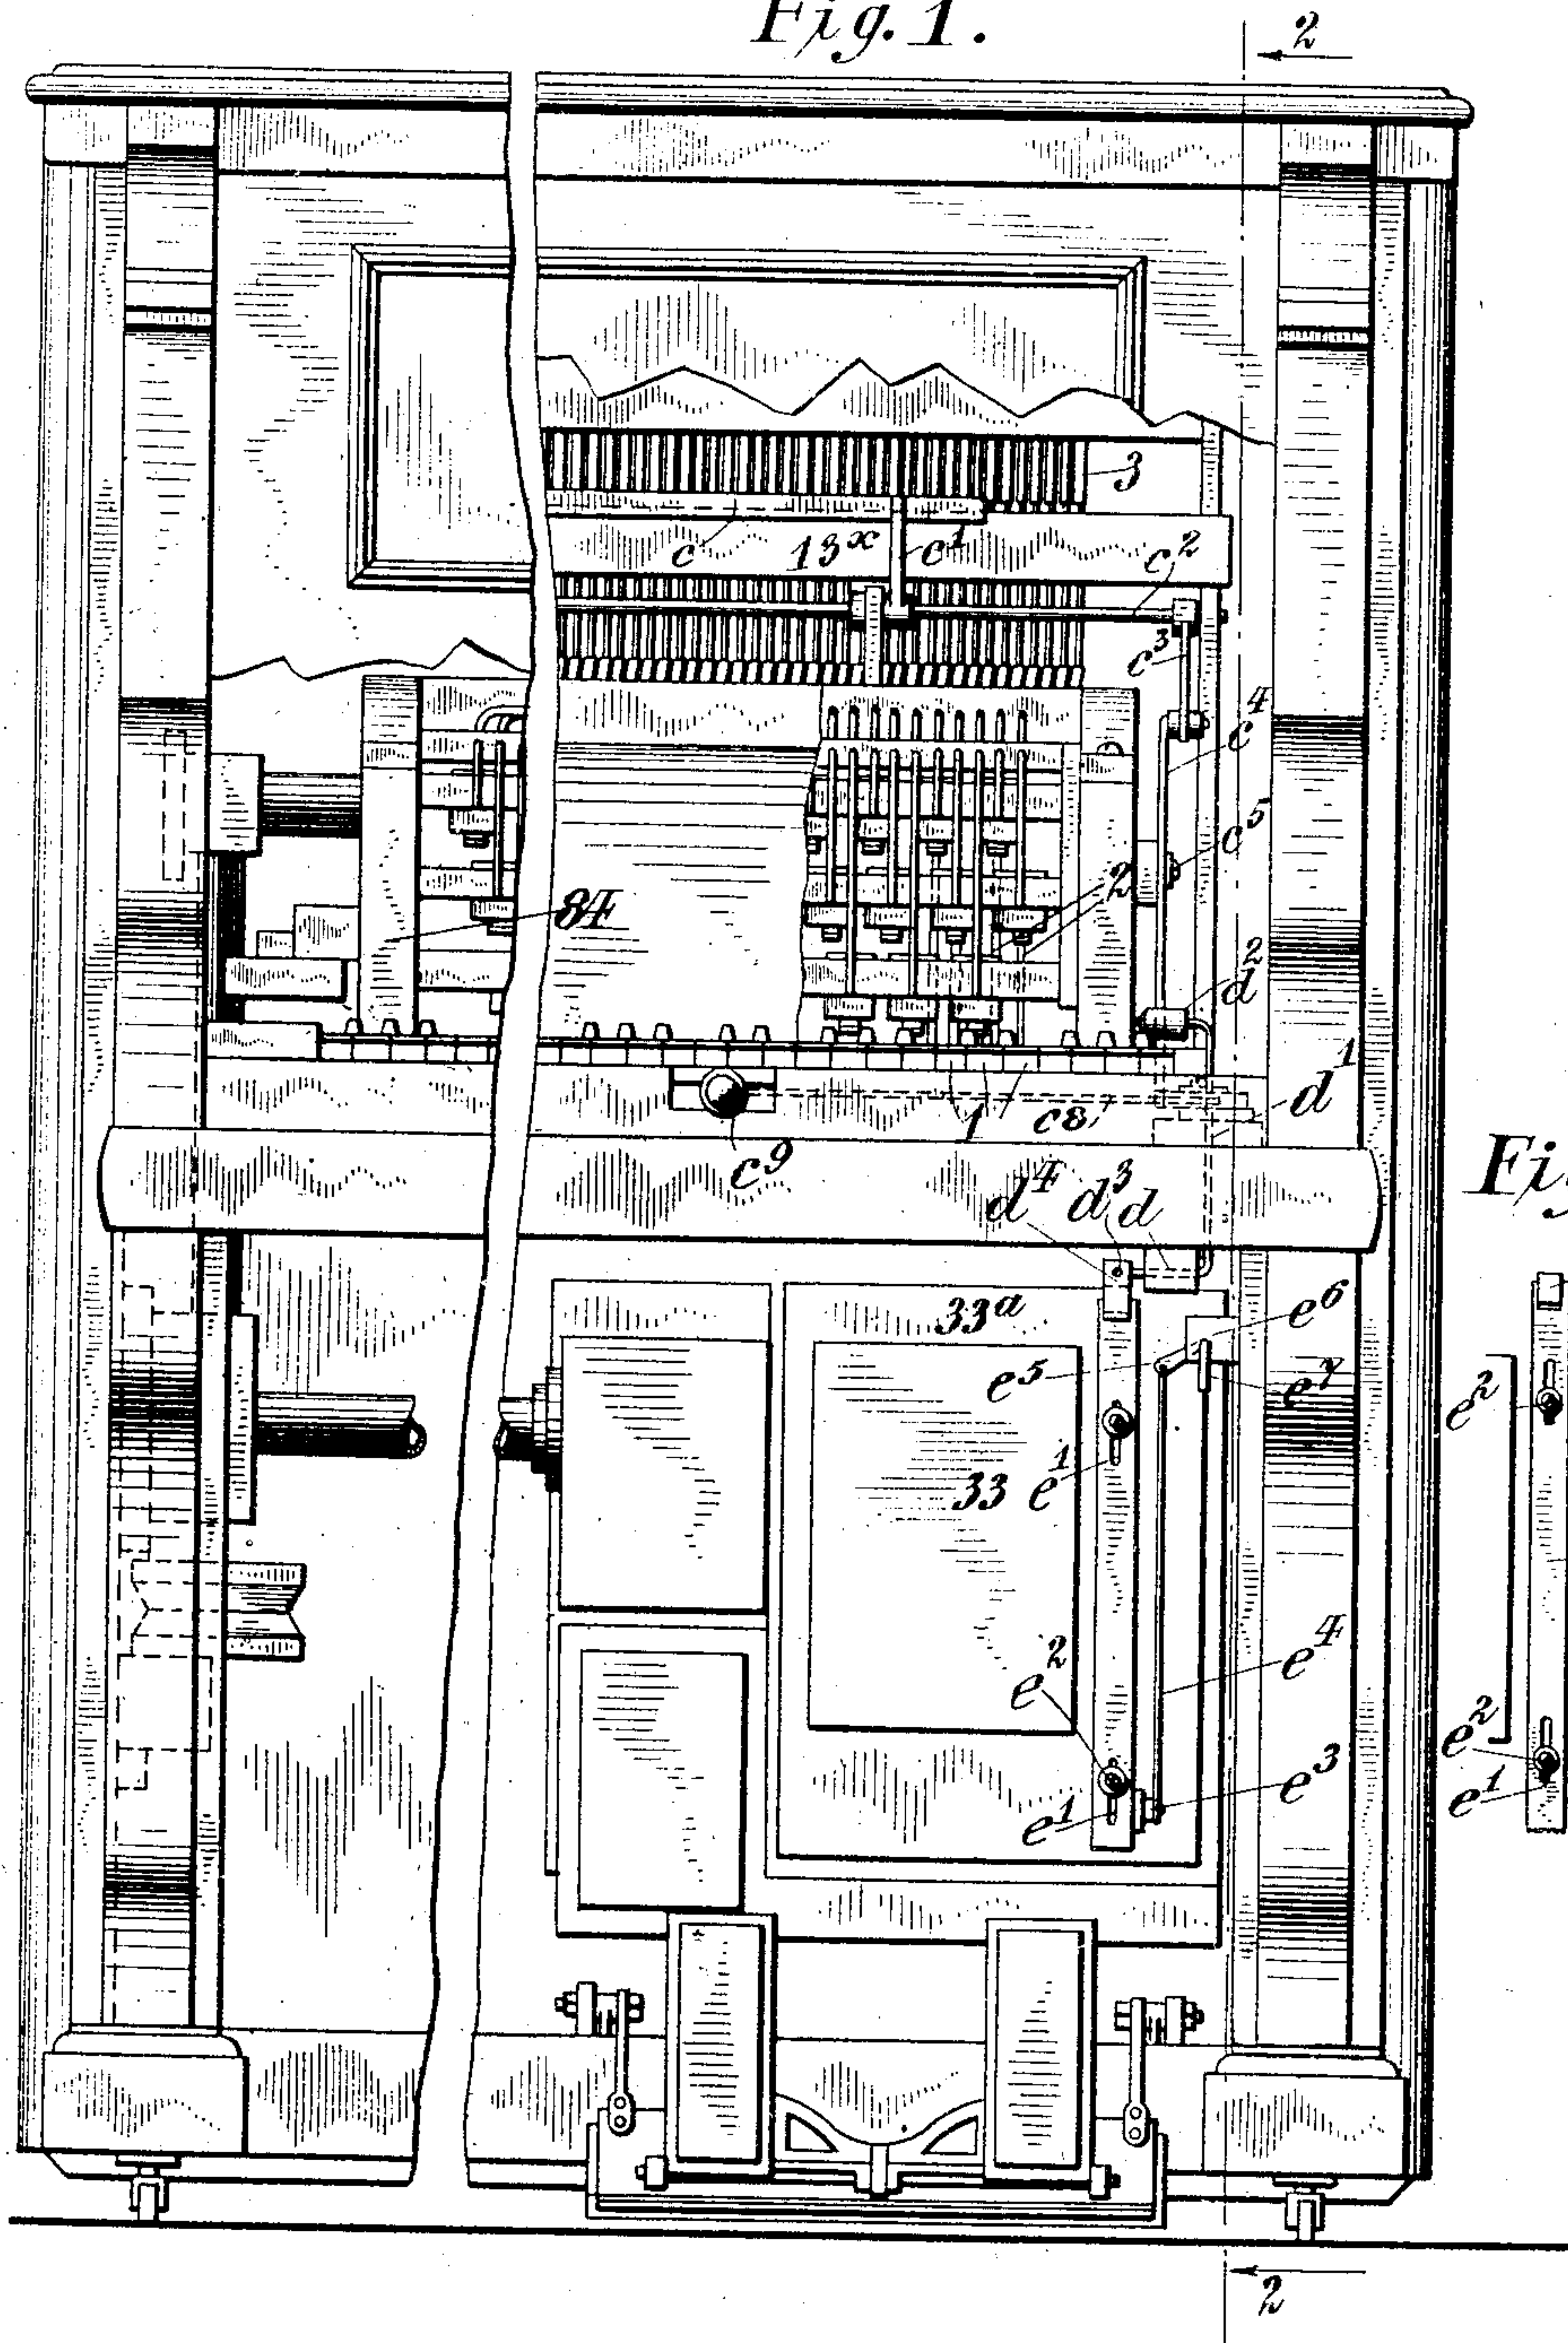 Fig. 1.
2
3
c 13x c1 c2
c3
c4
c5
84 2
d2
d1
1 c8
c9
d4 d3 d
Fi
33a e6
e5 e7
e2
33 e1
e2 e4
e2
e3
e1 e1
2